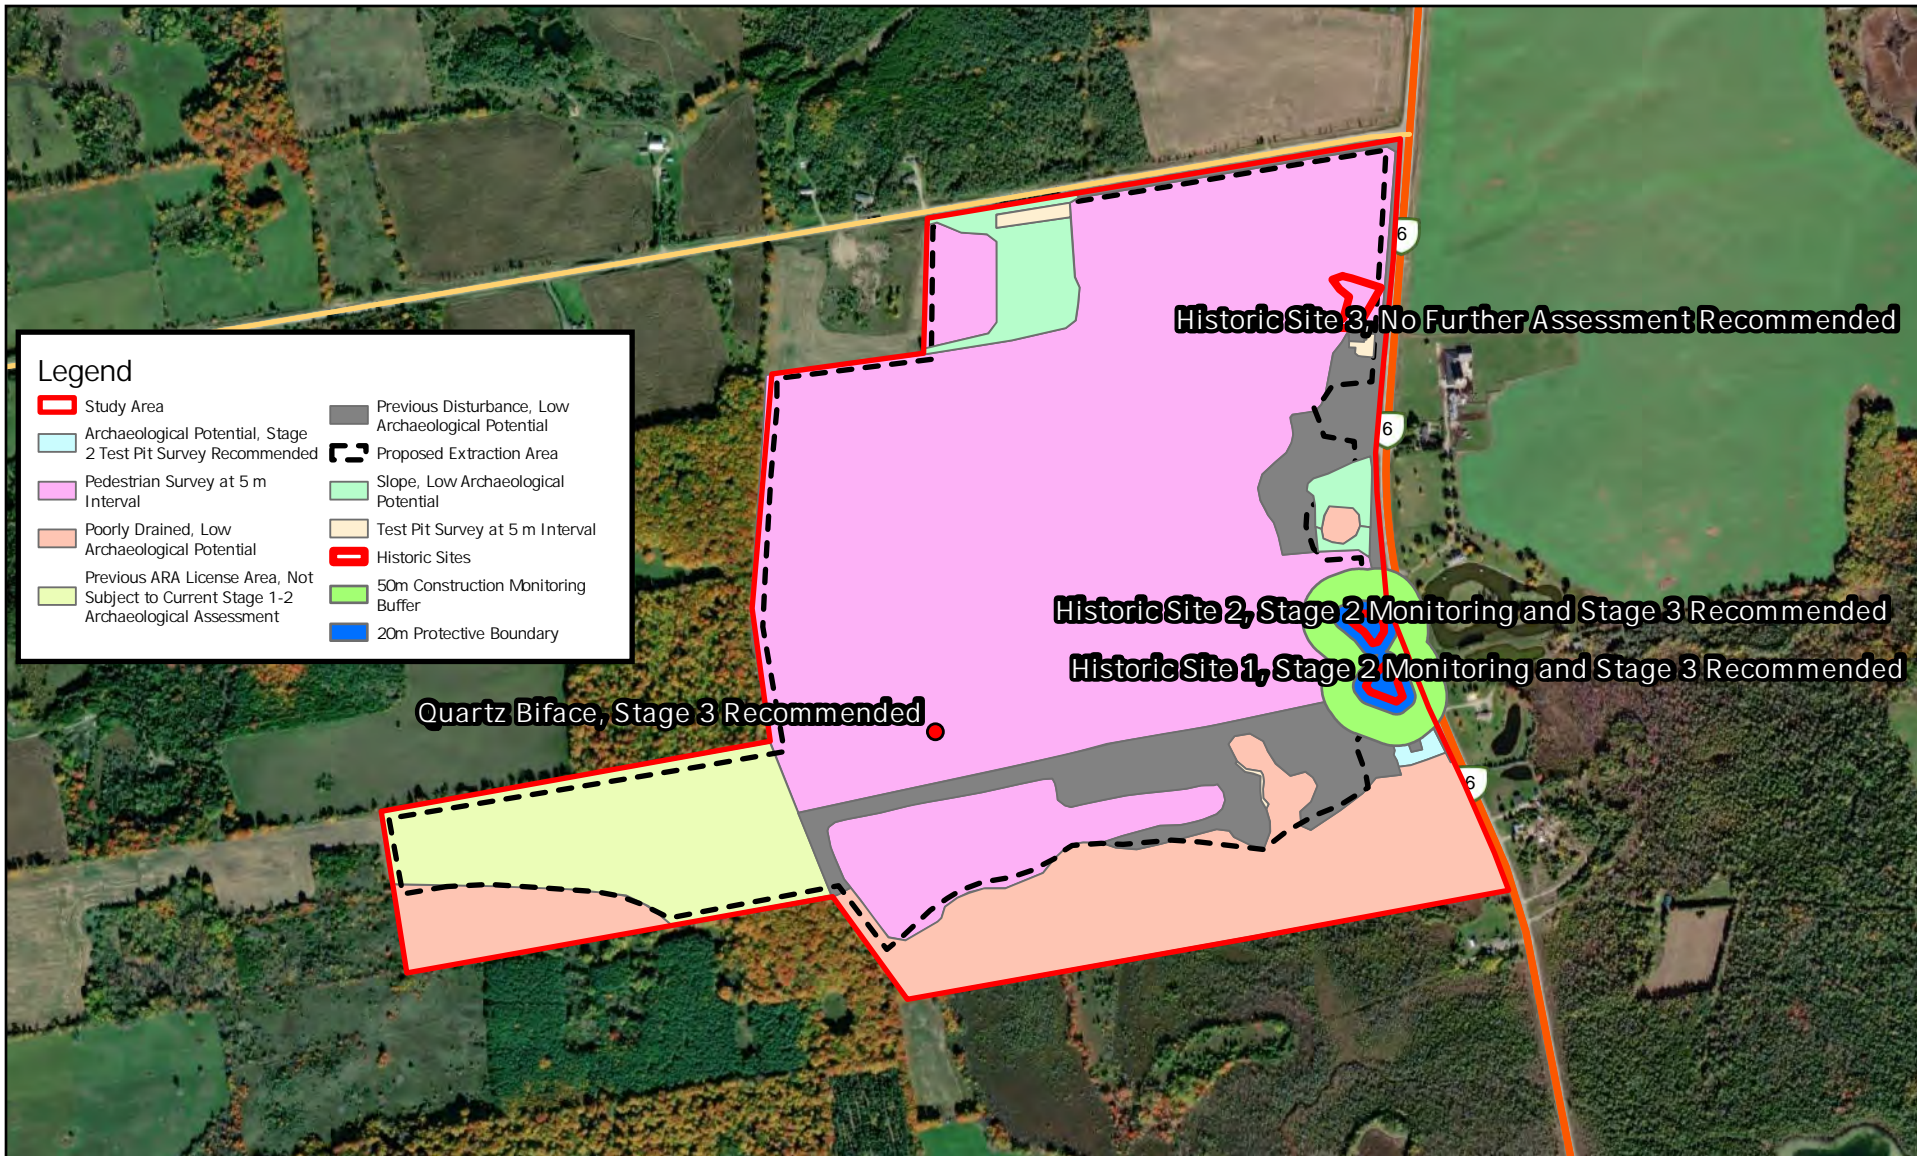 6
Historic Site 3, No Further Assessment Recommended
Legend
Study Area
Archaeological Potential, Stage
2 Test Pit Survey Recommended
Pedestrian Survey at 5 m
Interval
Poorly Drained, Low
Archaeological Potential
Previous ARA License Area, Not
Subject to Current Stage 1-2
Archaeological Assessment
Previous Disturbance, Low
Archaeological Potential
Proposed Extraction Area
Slope, Low Archaeological
Potential
Test Pit Survey at 5 m Interval
Historic Sites
50m Construction Monitoring
Buffer
20m Protective Boundary
6
Historic Site 2, Stage 2 Monitoring and Stage 3 Recommended
Historic Site 1, Stage 2 Monitoring and Stage 3 Recommended
Quartz Biface, Stage 3 Recommended
6